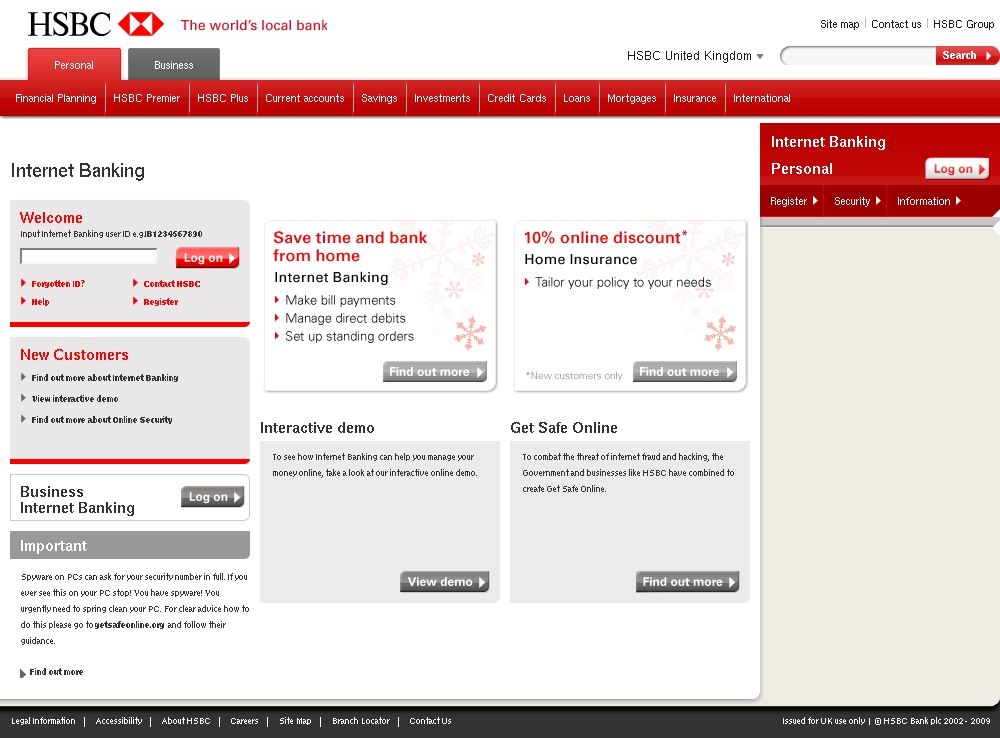 HSBC The world's local bank
Site map Contact us HSBC Group
Personal Business
HSBC United Kingdom Search
Financial Planning HSBC Premier HSBC Plus Current accounts Savings Investments Credit Cards Loans Mortgages Insurance International
Internet Banking
Welcome
Input Internet Banking user ID e.g.IB1234567890
Log on
Forgotten ID? Contact HSBC
Help Register
New Customers
Find out more about Internet Banking
View interactive demo
Find out more about Online Security
Business
Internet Banking
Log on
Important
Spyware on PCs can ask for your security number in full. If you
ever see this on your PC stop! You have spyware! You
urgently need to spring clean your PC. For clear advice how to
do this please go to getsafeonline.org and follow their
guidance.
Find out more
Save time and bank
from home
Internet Banking
Make bill payments
Manage direct debits
Set up standing orders
Find out more
10% online discount*
Home Insurance
Tailor your policy to your needs
*New customers only Find out more
Interactive demo
To see how Internet Banking can help you manage your
money online, take a look at our interactive online demo.
View demo
Get Safe Online
To combat the threat of internet fraud and hacking, the
Government and businesses like HSBC have combined to
create Get Safe Online.
Find out more
Internet Banking
Personal Log on
Register Security Information
Legal Information Accessibility About HSBC Careers Site Map Branch Locator Contact Us
Issued for UK use only | © HSBC Bank plc 2002 - 2009